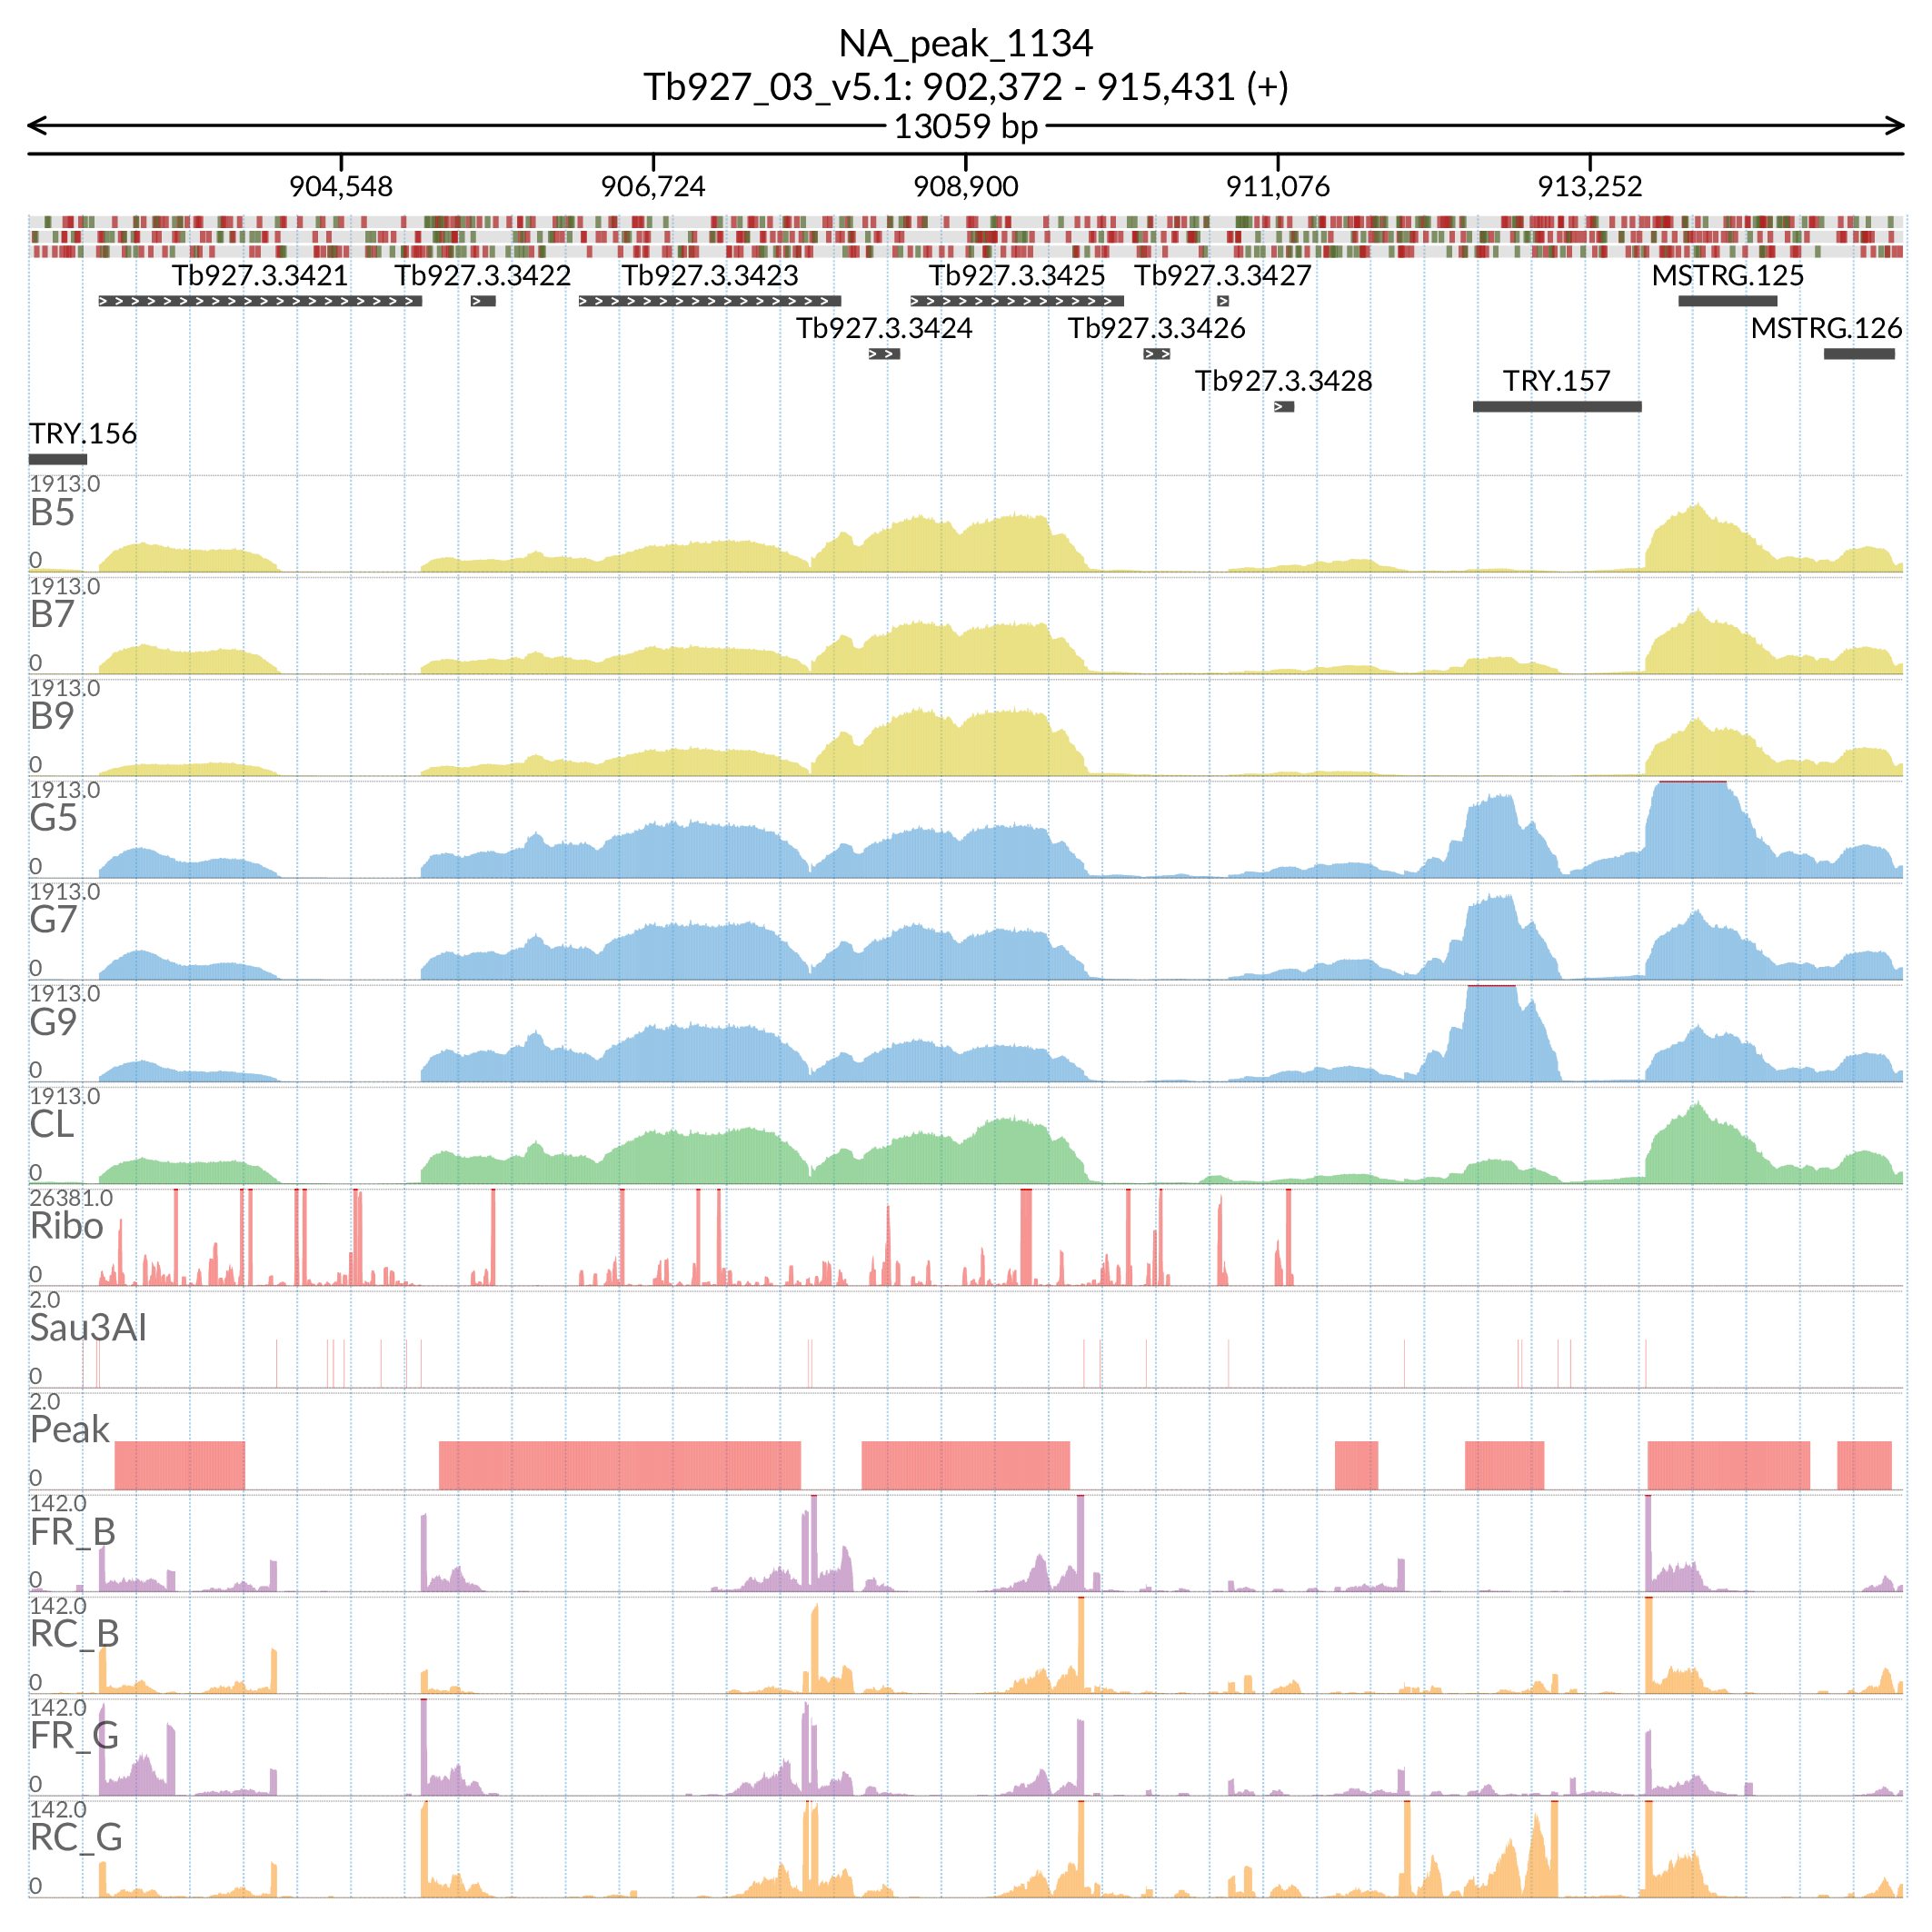 NA_peak_1134
Tb927_03_v5.1: 902,372 - 915,431 (+)
13059 bp
904,548 906,724 908,900 911,076 913,252
Tb927.3.3421 Tb927.3.3422 Tb927.3.3423 Tb927.3.3425 Tb927.3.3427 MSTRG.125
Tb927.3.3424 Tb927.3.3426 MSTRG.126
Tb927.3.3428 TRY.157
TRY.156
1913.0
B5
0
1913.0
B7
0
1913.0
B9
0
1913.0
G5
0
1913.0
G7
0
1913.0
G9
0
1913.0
CL
0
26381.0
Ribo
0
2.0
Sau3AI
0
2.0
Peak
0
142.0
FR_B
0
142.0
RC_B
0
142.0
FR_G
0
142.0
RC_G
0